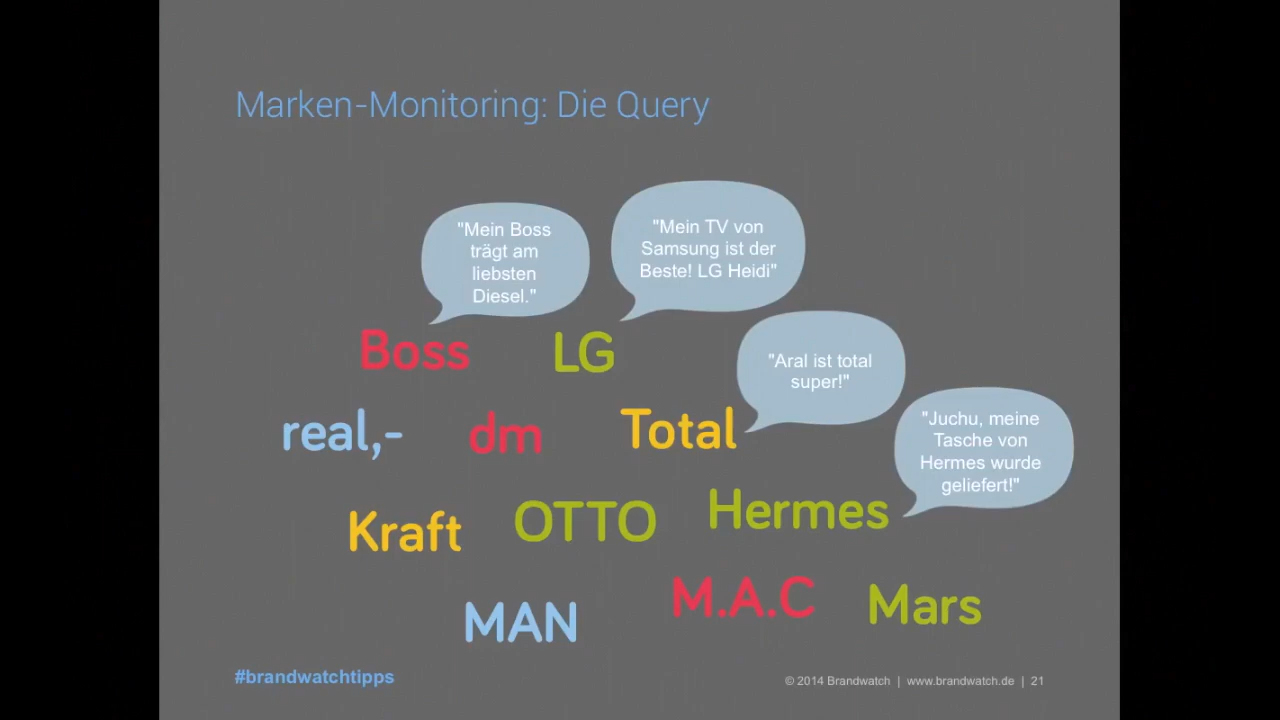 Marken-Monitoring: Die Query
"Mein Boss
trägt am
liebsten
Diesel."
"Mein TV von
Samsung ist der
Beste! LG Heidi"
Boss
LG
"Aral ist total
super!"
real,-
dm
Total
"Juchu, meine
Tasche von
Hermes wurde
geliefert!"
Kraft
OTTO
Hermes
MAN
M.A.C
Mars
#brandwatchtipps
© 2014 Brandwatch | www.brandwatch.de | 21